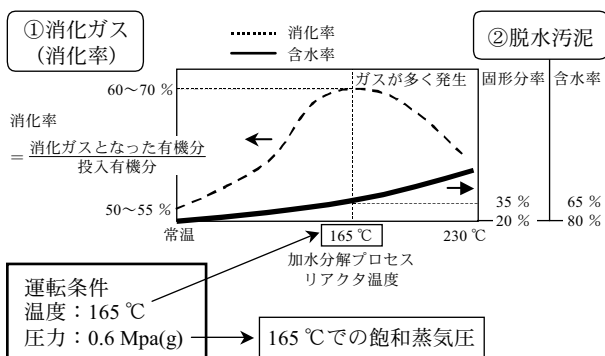 ①消化ガス
(消化率)
消化率
含水率
②脱水汚泥
ガスが多く発生
固形分率
含水率
60～70 %
消化率
= 消化ガスとなった有機分
投入有機分
50～55 %
35 %
65 %
20 %
80 %
常温
165 ℃
230 ℃
加水分解プロセス
リアクタ温度
運転条件
温度：165 ℃
圧力：0.6 Mpa(g)
165 ℃での飽和蒸気圧